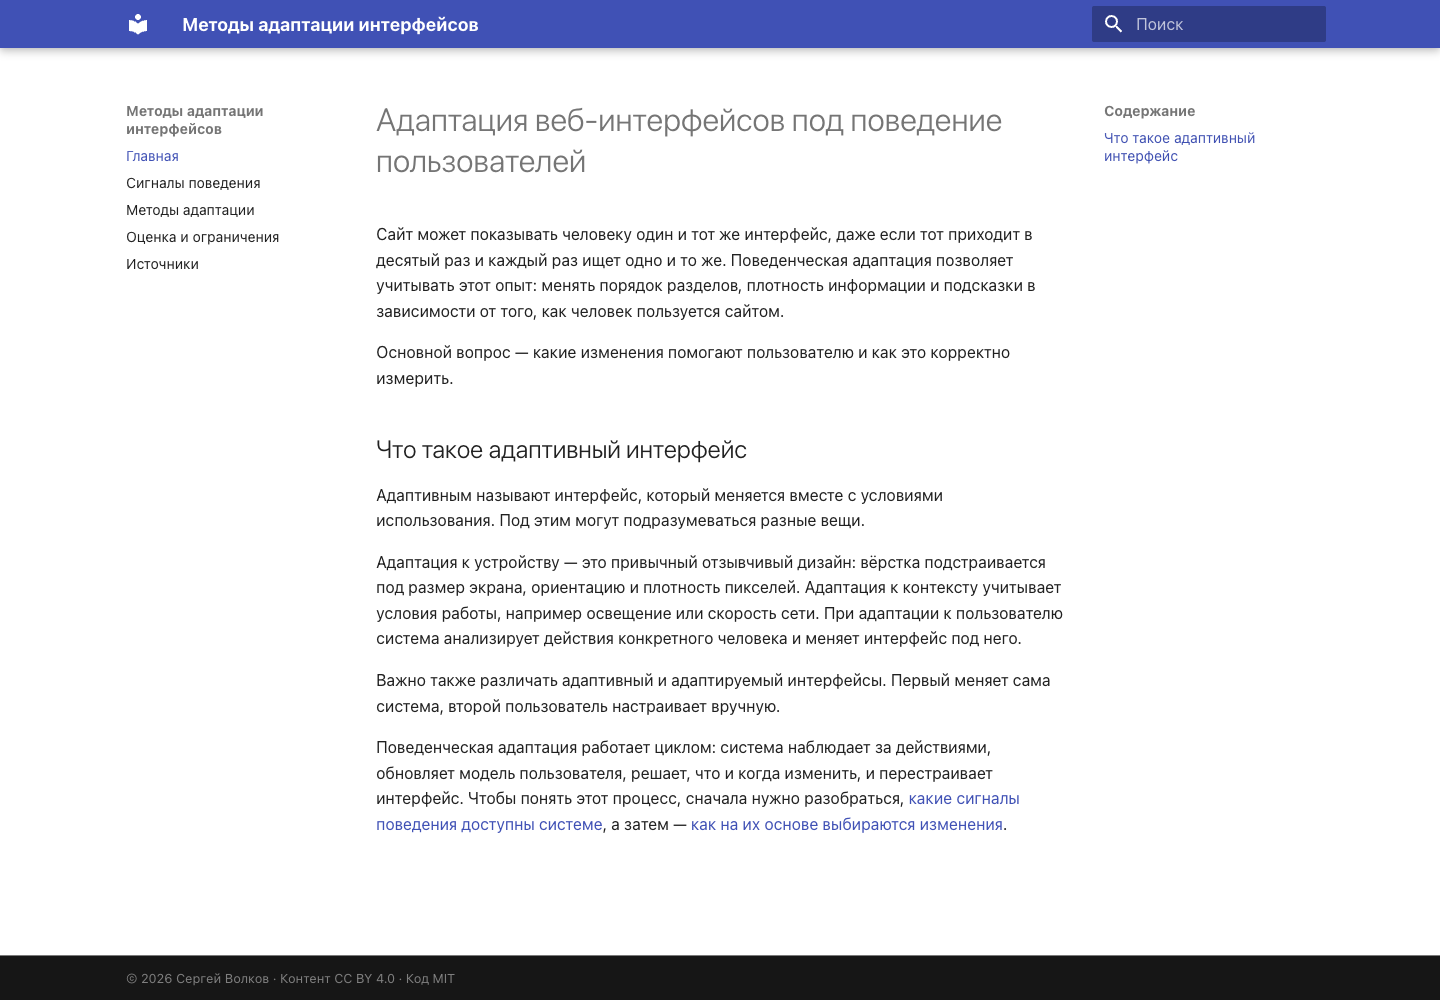 Методы адаптации интерфейсов
Поиск
Методы адаптации
интерфейсов
Главная
Сигналы поведения
Методы адаптации
Оценка и ограничения
Источники
Адаптация веб-интерфейсов под поведение
пользователей
Сайт может показывать человеку один и тот же интерфейс, даже если тот приходит в
десятый раз и каждый раз ищет одно и то же. Поведенческая адаптация позволяет
учитывать этот опыт: менять порядок разделов, плотность информации и подсказки в
зависимости от того, как человек пользуется сайтом.
Основной вопрос — какие изменения помогают пользователю и как это корректно
измерить.
Что такое адаптивный интерфейс
Адаптивным называют интерфейс, который меняется вместе с условиями
использования. Под этим могут подразумеваться разные вещи.
Адаптация к устройству — это привычный отзывчивый дизайн: вёрстка подстраивается
под размер экрана, ориентацию и плотность пикселей. Адаптация к контексту учитывает
условия работы, например освещение или скорость сети. При адаптации к пользователю
система анализирует действия конкретного человека и меняет интерфейс под него.
Важно также различать адаптивный и адаптируемый интерфейсы. Первый меняет сама
система, второй пользователь настраивает вручную.
Поведенческая адаптация работает циклом: система наблюдает за действиями,
обновляет модель пользователя, решает, что и когда изменить, и перестраивает
интерфейс. Чтобы понять этот процесс, сначала нужно разобраться, какие сигналы
поведения доступны системе, а затем — как на их основе выбираются изменения.
Содержание
Что такое адаптивный
интерфейс
© 2026 Сергей Волков · Контент CC BY 4.0 · Код MIT